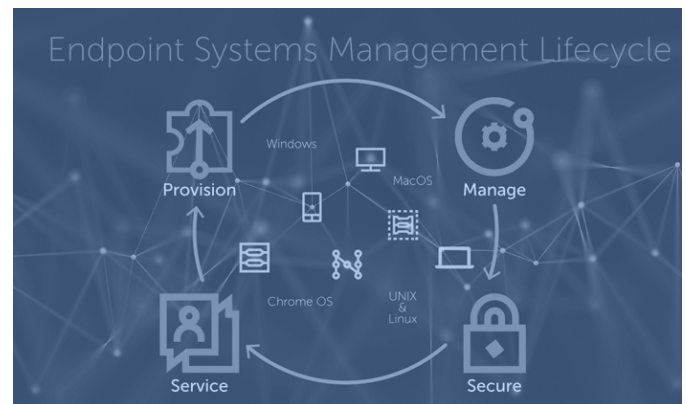 Endpoint Systems Management Lifecycle
Windows
MacOS
Provision
Manage
Chrome OS
UNIX
&
Linux
Service
Secure